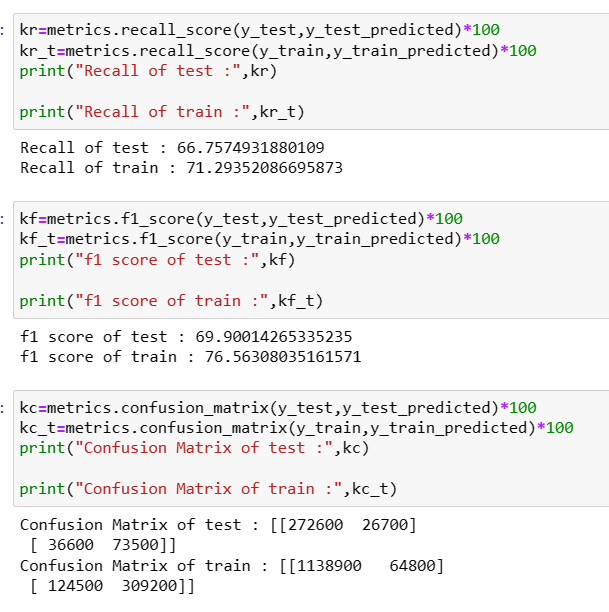 : kr=metrics.recall_score(y_test,y_test_predicted)*100
kr_t=metrics.recall_score(y_train,y_train_predicted)*100
print("Recall of test :",kr)
print("Recall of train :",kr_t)
Recall of test : 66.7574931880109
Recall of train : 71.29352086695873
: kf=metrics.f1_score(y_test,y_test_predicted)*100
kf_t=metrics.f1_score(y_train,y_train_predicted)*100
print("f1 score of test :",kf)
print("f1 score of train :",kf_t)
f1 score of test : 69.90014265335235
f1 score of train : 76.56308035161571
: kc=metrics.confusion_matrix(y_test,y_test_predicted)*100
kc_t=metrics.confusion_matrix(y_train,y_train_predicted)*100
print("Confusion Matrix of test :",kc)
print("Confusion Matrix of train :",kc_t)
Confusion Matrix of test : [[272600  26700]
 [ 36600  73500]]
Confusion Matrix of train : [[1138900   64800]
 [ 124500  309200]]